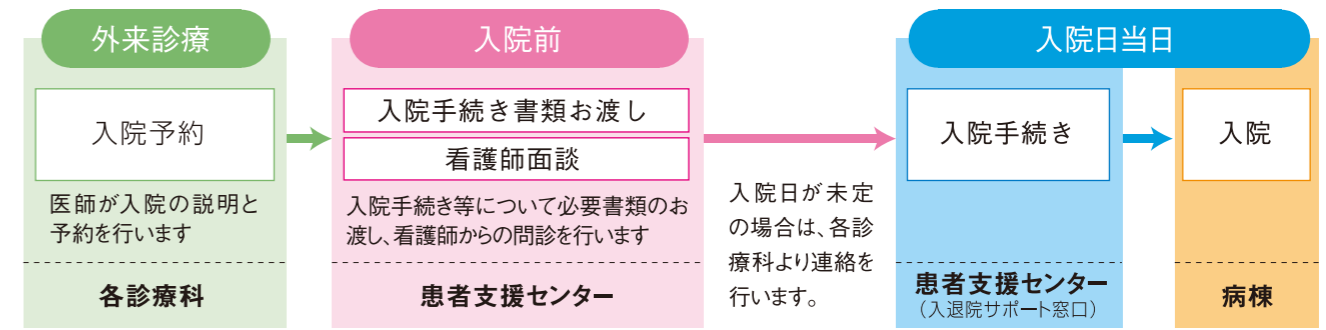 外来診療
入院予約
医師が入院の説明と
予約を行います
各診療科
入院前
入院手続き書類お渡し
看護師面談
入院手続き等について必要書類のお
渡し、看護師からの問診を行います
患者支援センター
入院日が未定
の場合は、各診
療科より連絡を
行います。
入院日当日
入院手続き
患者支援センター
（入退院サポート窓口）
入院
病棟